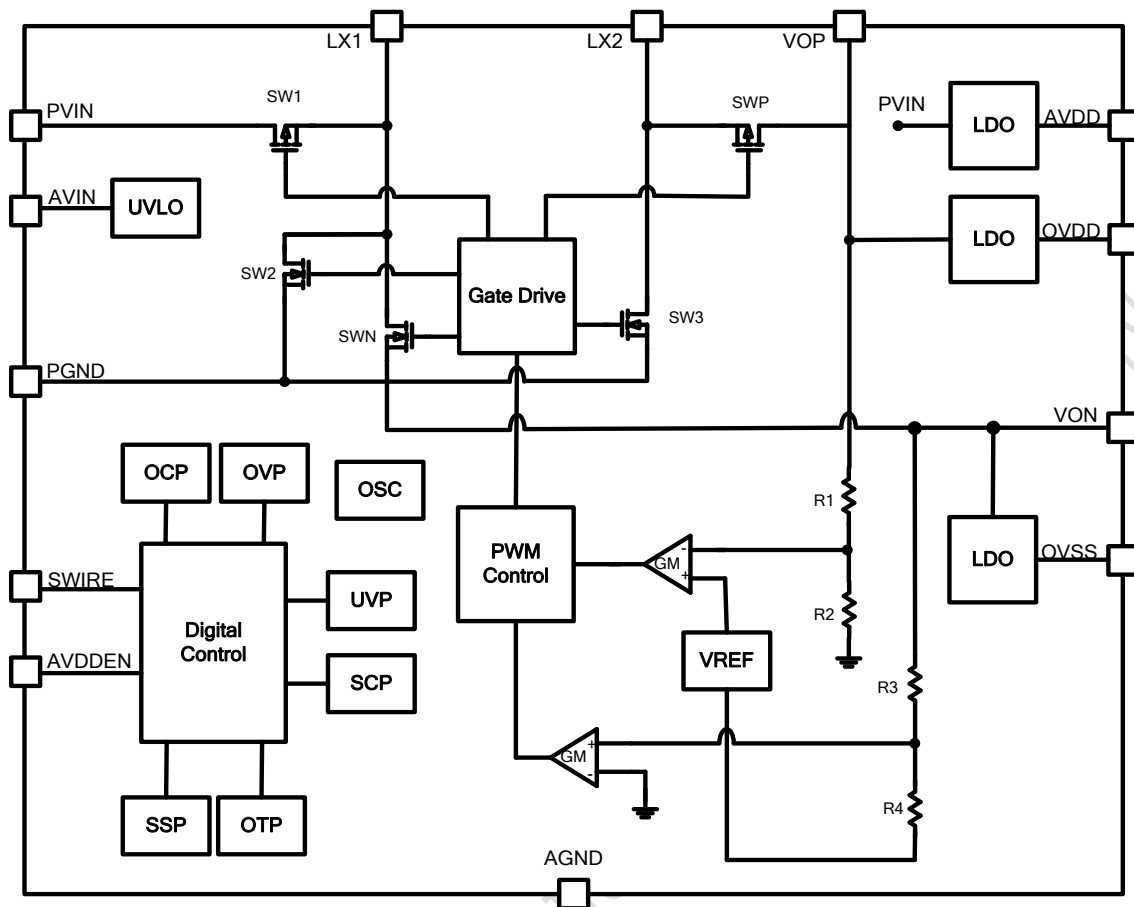 LX1
LX2
VOP
SW1
SWP
PVIN
PVIN
LDO
AVDD
AVIN
UVLO
LDO
OVDD
SW2
Gate Drive
SWN
SW3
PGND
VON
OCP
OVP
OSC
R1
PWM
Control
GM
-
+
LDO
OVSS
SWIRE
UVP
R2
Digital
Control
VREF
AVDDEN
SCP
R3
GM
+
-
SSP
OTP
R4
AGND